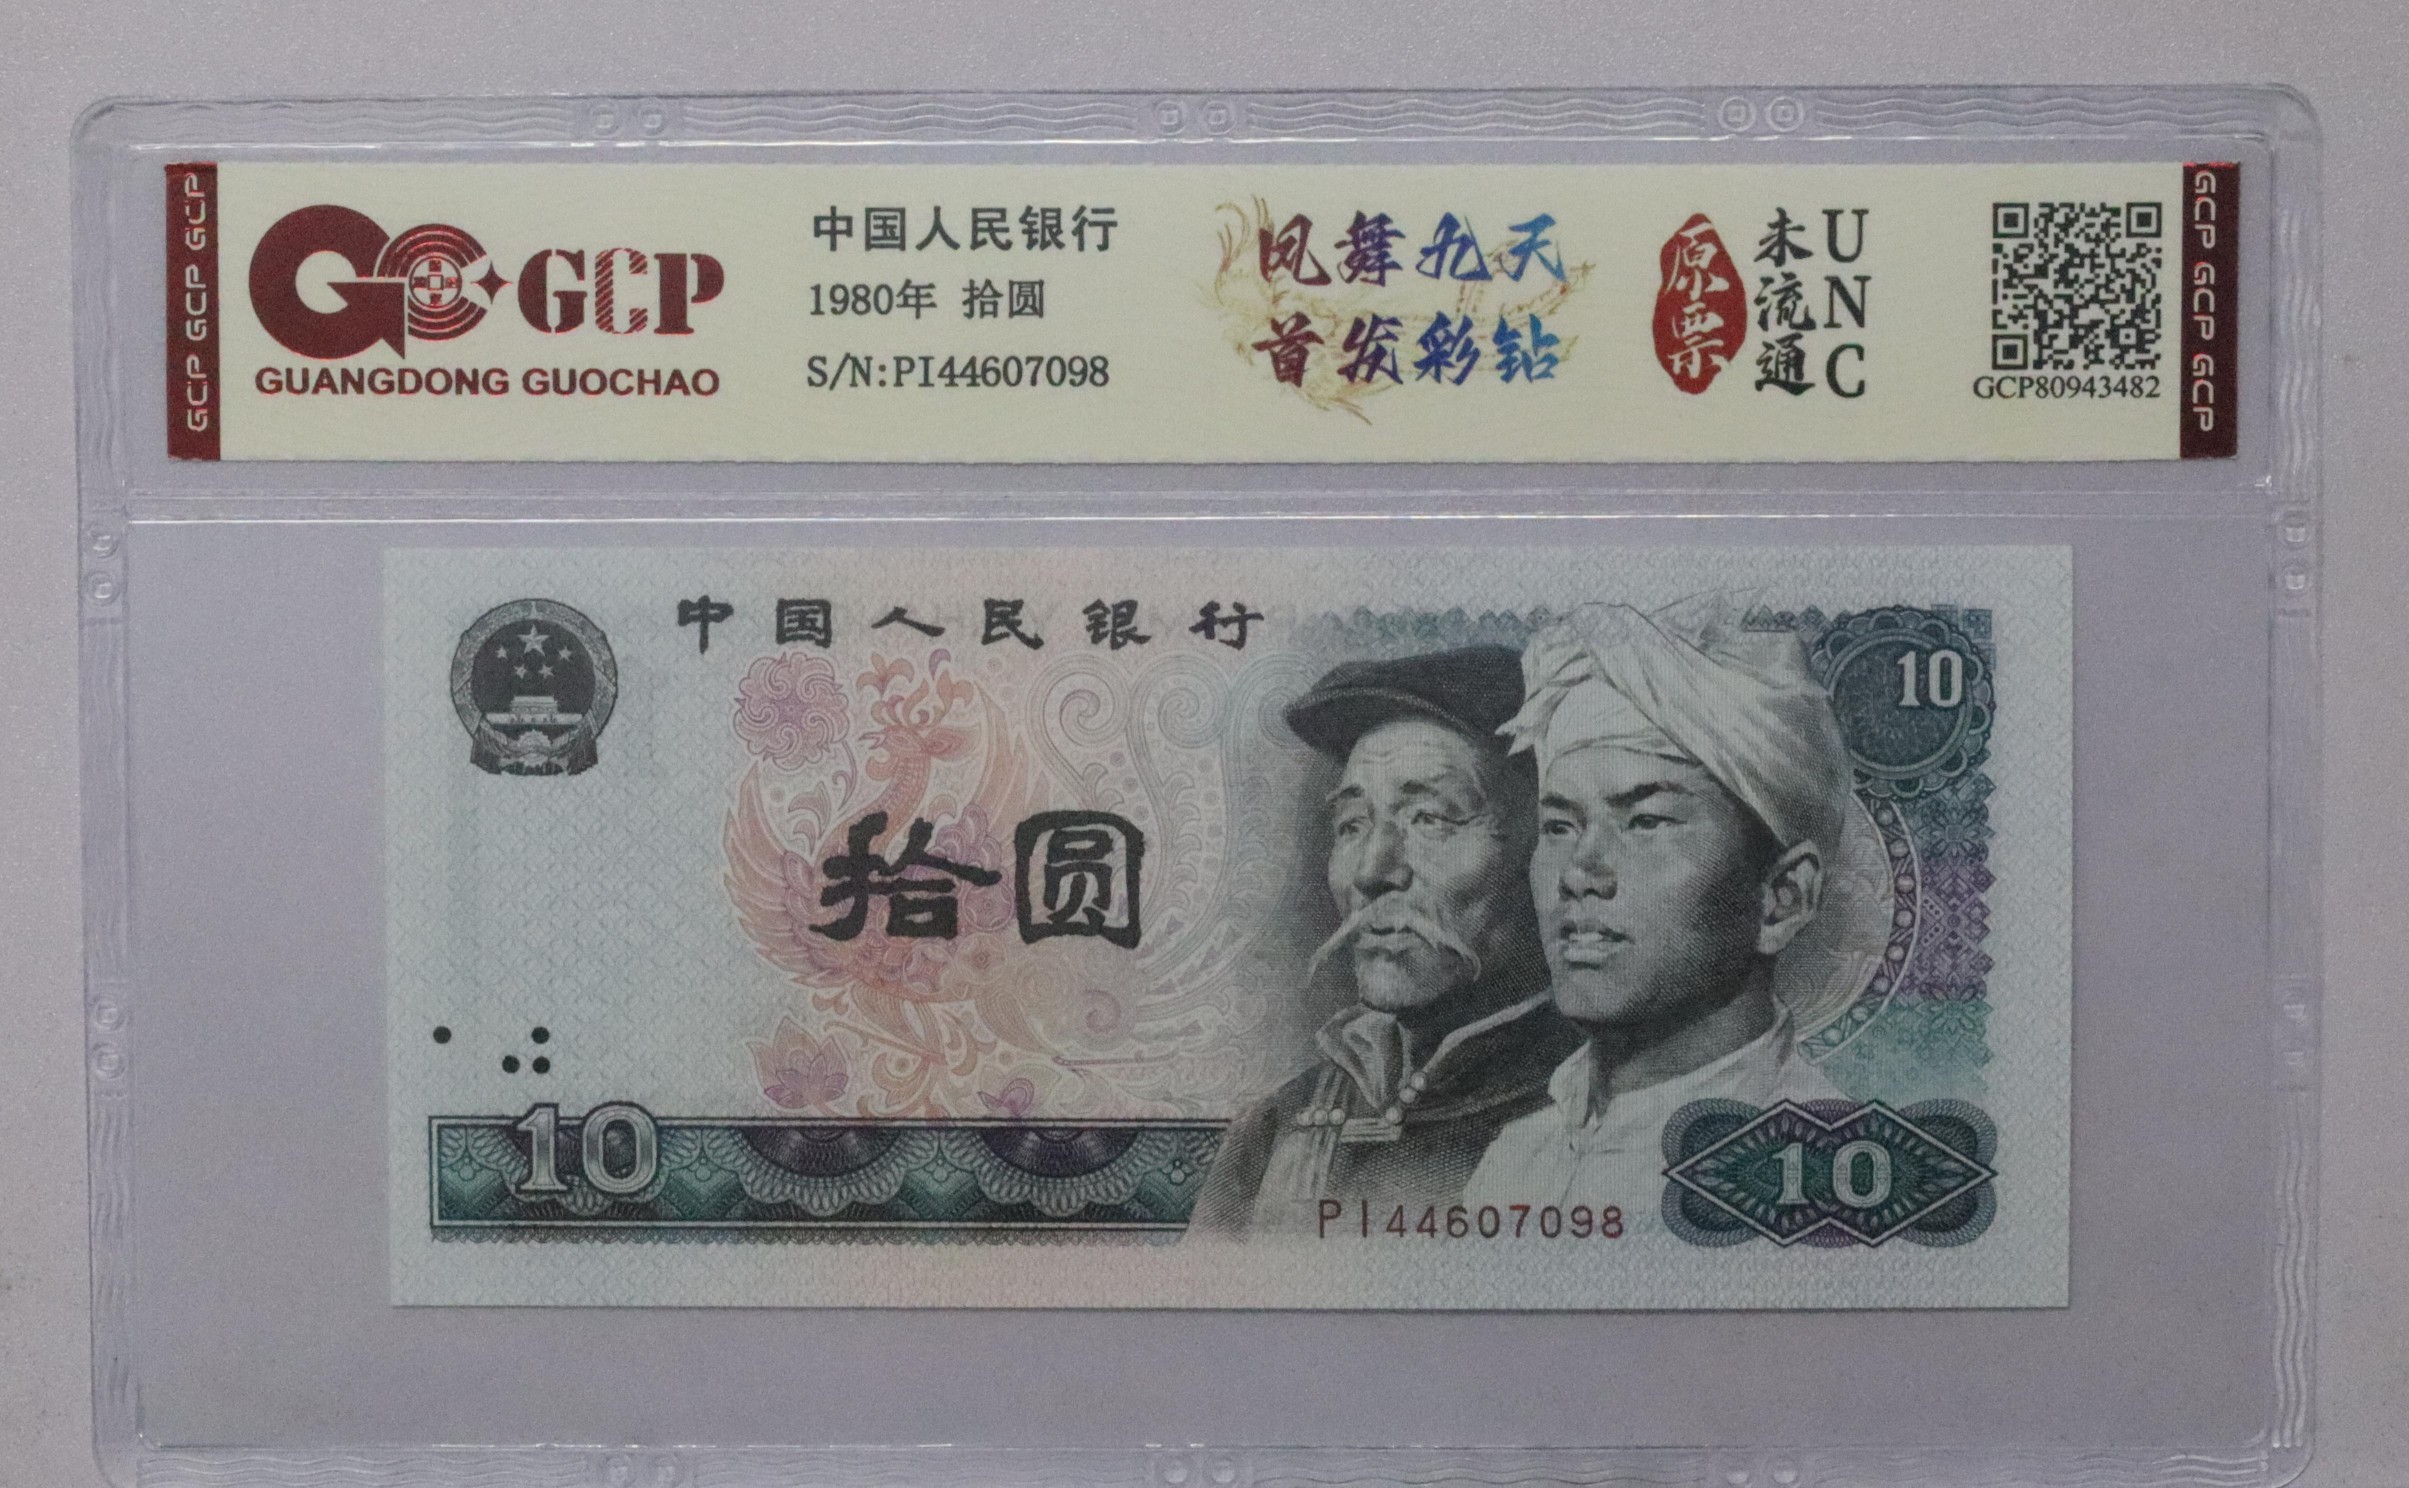 GCP GCP GCP
GCP
GUANGDONG GUOCHAO
中国人民银行
1980年 拾圆
S/N:PI44607098
凤舞九天
首发彩钻
原票
未流通
UNC
GCP80943482
GCP GCP GCP
中国人民银行
10
拾圆
10
PI44607098
10